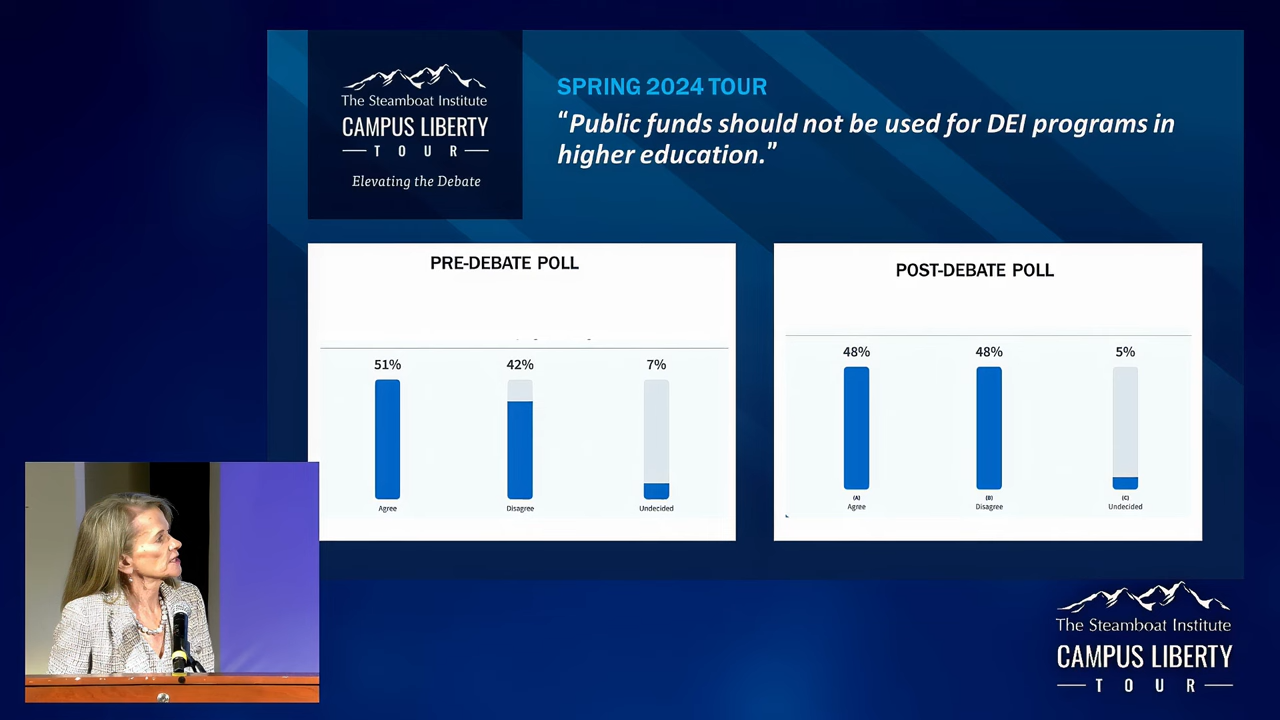 The Steamboat Institute
CAMPUS LIBERTY
TOUR
Elevating the Debate
SPRING 2024 TOUR
“Public funds should not be used for DEI programs in
higher education.”
PRE-DEBATE POLL
51% 42% 7%
Agree Disagree Undecided
POST-DEBATE POLL
48% 48% 5%
(A) (B) (C)
Agree Disagree Undecided
The Steamboat Institute
CAMPUS LIBERTY
TOUR